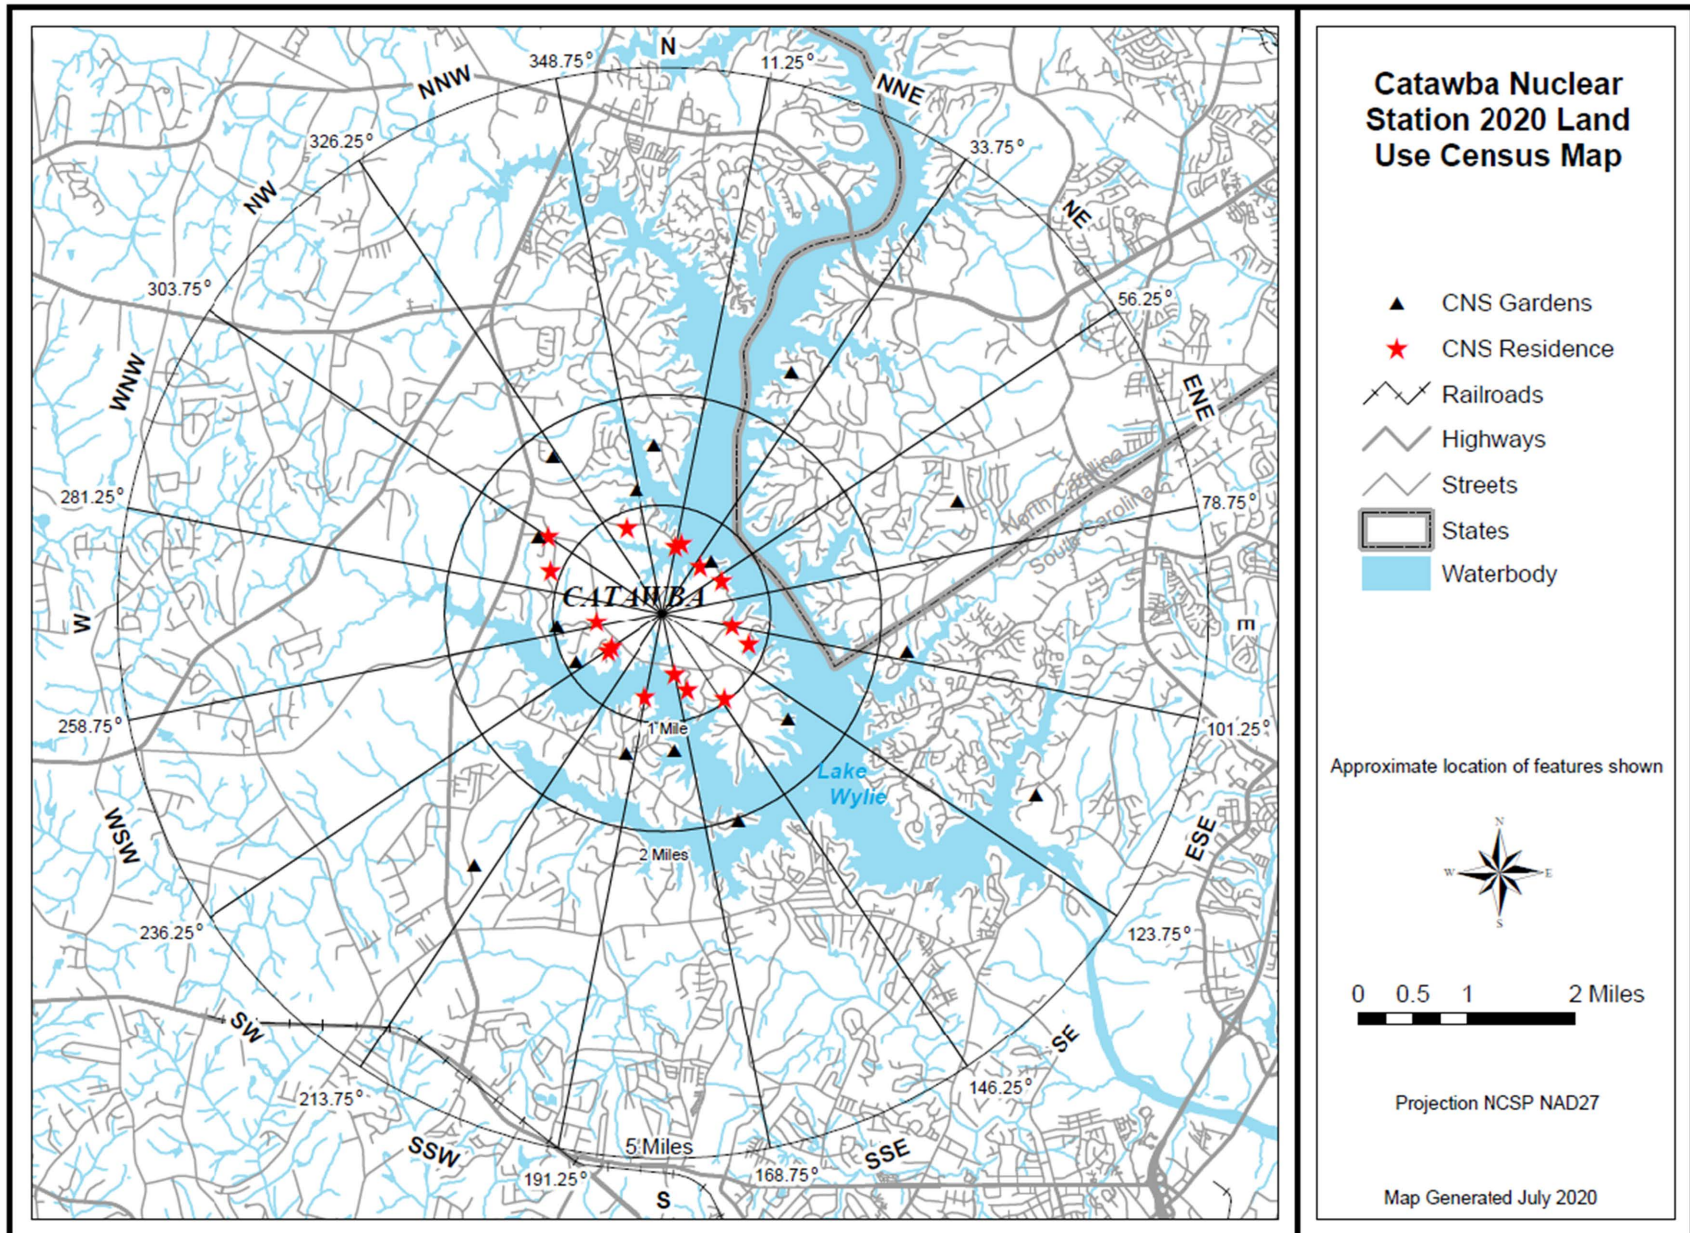 N
348.75°
11.25°
NNW
NNE
326.25°
33.75°
NW
NE
303.75°
56.25°
WNW
ENE
North Carolina
South Carolina
281.25°
78.75°
CATAWBA
W
E
258.75°
101.25°
1 Mile
Lake
Wylie
WSW
ESE
2 Miles
236.25°
123.75°
SW
SE
213.75°
146.25°
SSW
5 Miles
SSE
191.25°
168.75°
S
Catawba Nuclear
Station 2020 Land
Use Census Map
CNS Gardens
CNS Residence
Railroads
Highways
Streets
States
Waterbody
Approximate location of features shown
N
W E
S
0 0.5 1 2 Miles
Projection NCSP NAD27
Map Generated July 2020